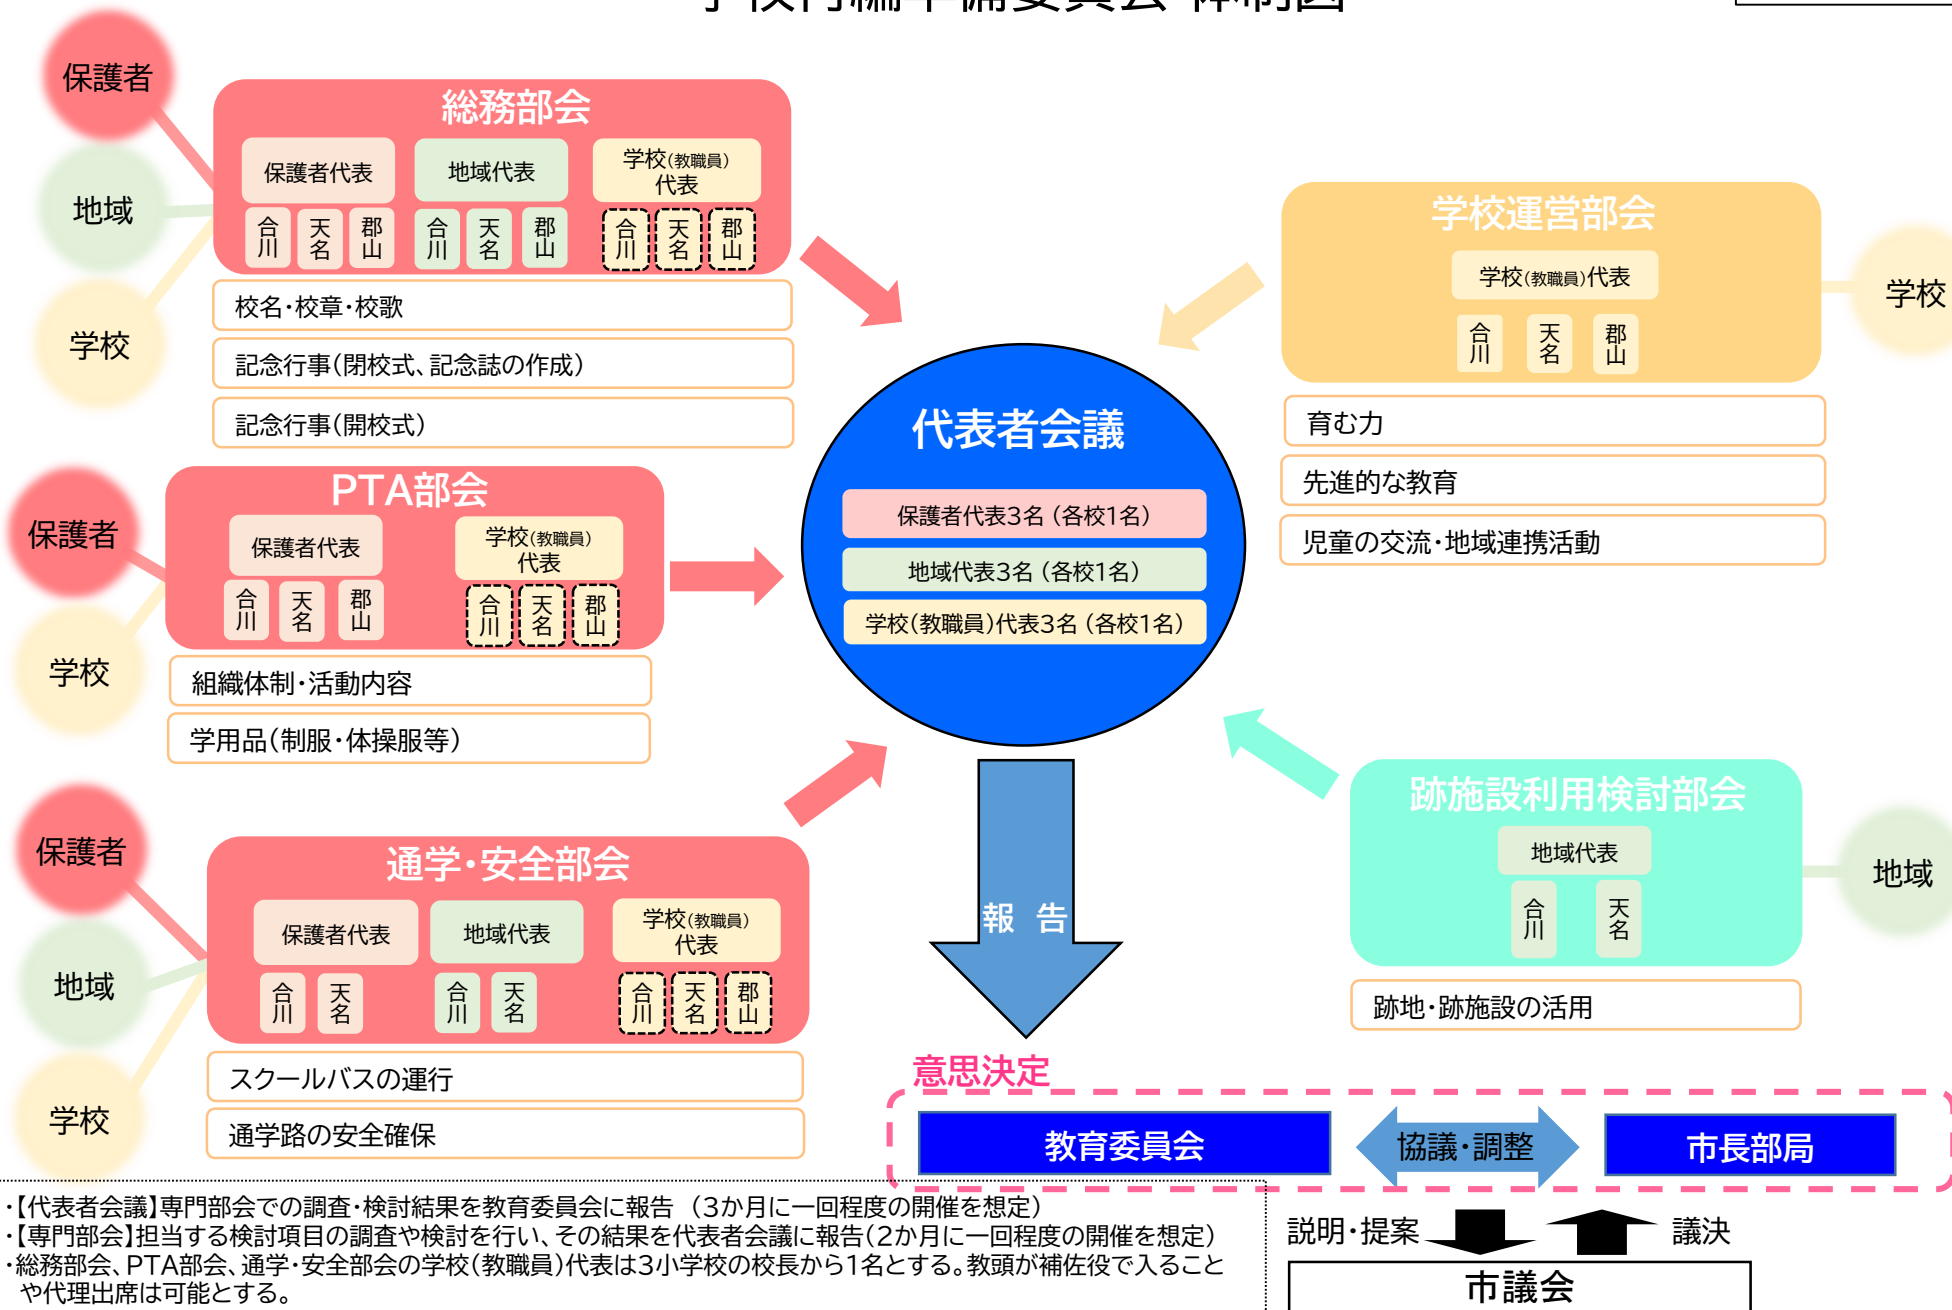 学校再編準備委員会 体制図
保護者
地域
学校
総務部会
保護者代表
合川
天名
郡山
地域代表
合川
天名
郡山
学校(教職員)
代表
合川
天名
郡山
校名・校章・校歌
記念行事(閉校式、記念誌の作成)
記念行事(開校式)
保護者
学校
PTA部会
保護者代表
合川
天名
郡山
学校(教職員)
代表
合川
天名
郡山
組織体制・活動内容
学用品(制服・体操服等)
保護者
地域
学校
通学・安全部会
保護者代表
合川
天名
地域代表
合川
天名
学校(教職員)
代表
合川
天名
郡山
スクールバスの運行
通学路の安全確保
代表者会議
保護者代表3名 (各校1名)
地域代表3名 (各校1名)
学校(教職員)代表3名 (各校1名)
学校運営部会
学校(教職員)代表
合川
天名
郡山
学校
育む力
先進的な教育
児童の交流・地域連携活動
跡施設利用検討部会
地域代表
合川
天名
地域
跡地・跡施設の活用
報 告
意思決定
教育委員会
協議・調整
市長部局
説明・提案
議決
市議会
・【代表者会議】専門部会での調査・検討結果を教育委員会に報告 (3か月に一回程度の開催を想定)
・【専門部会】担当する検討項目の調査や検討を行い、その結果を代表者会議に報告(2か月に一回程度の開催を想定)
・総務部会、PTA部会、通学・安全部会の学校(教職員)代表は3小学校の校長から1名とする。教頭が補佐役で入ること
や代理出席は可能とする。